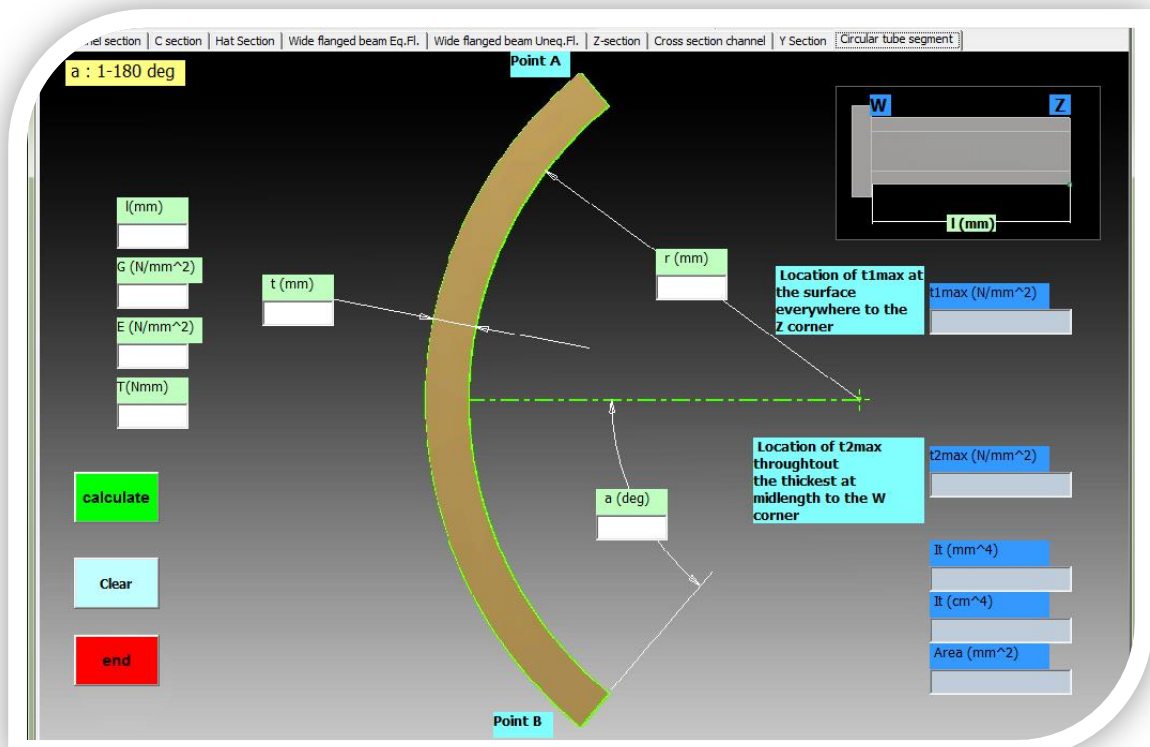 C section Hat Section Wide flanged beam Eq.Fl. Wide flanged beam Uneq.Fl. Z-section Cross section channel Y Section Circular tube segment
a : 1-180 deg
Point A
W Z
l (mm)
l(mm)
G (N/mm^2)
E (N/mm^2)
T(Nmm)
t (mm)
r (mm)
Location of t1max at
the surface
everywhere to the
Z corner
t1max (N/mm^2)
Location of t2max
throughtout
the thickest at
midlength to the W
corner
t2max (N/mm^2)
calculate
a (deg)
It (mm^4)
Clear
It (cm^4)
end
Area (mm^2)
Point B